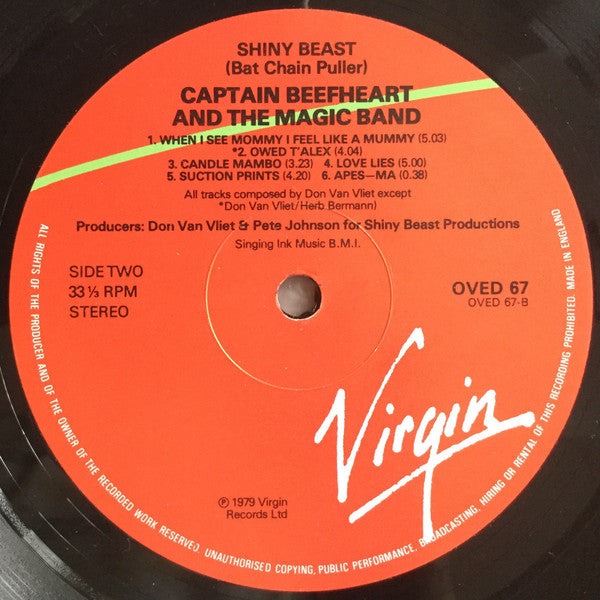 SHINY BEAST
(Bat Chain Puller)
CAPTAIN BEEFHEART
AND THE MAGIC BAND
1. WHEN I SEE MOMMY I FEEL LIKE A MUMMY (5.03)
*2. OWED T'ALEX (4.04)
3. CANDLE MAMBO (3.23) 4. LOVE LIES (5.00)
5. SUCTION PRINTS (4.20) 6. APES—MA (0.38)
All tracks composed by Don Van Vliet except
*Don Van Vliet/Herb Bermann)
Producers: Don Van Vliet & Pete Johnson for Shiny Beast Productions
Singing Ink Music B.M.I.
SIDE TWO
33 ⅓ RPM
STEREO
OVED 67
OVED 67-B
Virgin
℗ 1979 Virgin
Records Ltd
ALL RIGHTS OF THE PRODUCER AND OF THE OWNER OF THE RECORDED WORK RESERVED. UNAUTHORISED COPYING, PUBLIC PERFORMANCE, BROADCASTING, HIRING OR RENTAL OF THIS RECORDING PROHIBITED. MADE IN ENGLAND